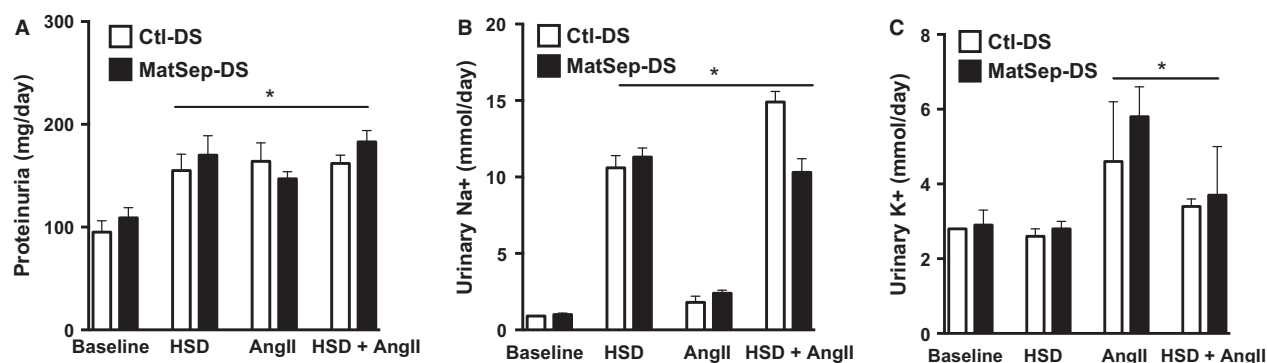 A
Proteinuria (mg/day)
300
200
100
0
Ctl-DS
MatSep-DS
*
Baseline HSD AngII HSD + AngII
B
Urinary Na+ (mmol/day)
20
15
10
5
0
Ctl-DS
MatSep-DS
*
Baseline HSD AngII HSD + AngII
C
Urinary K+ (mmol/day)
8
6
4
2
0
Ctl-DS
MatSep-DS
*
Baseline HSD AngII HSD + AngII